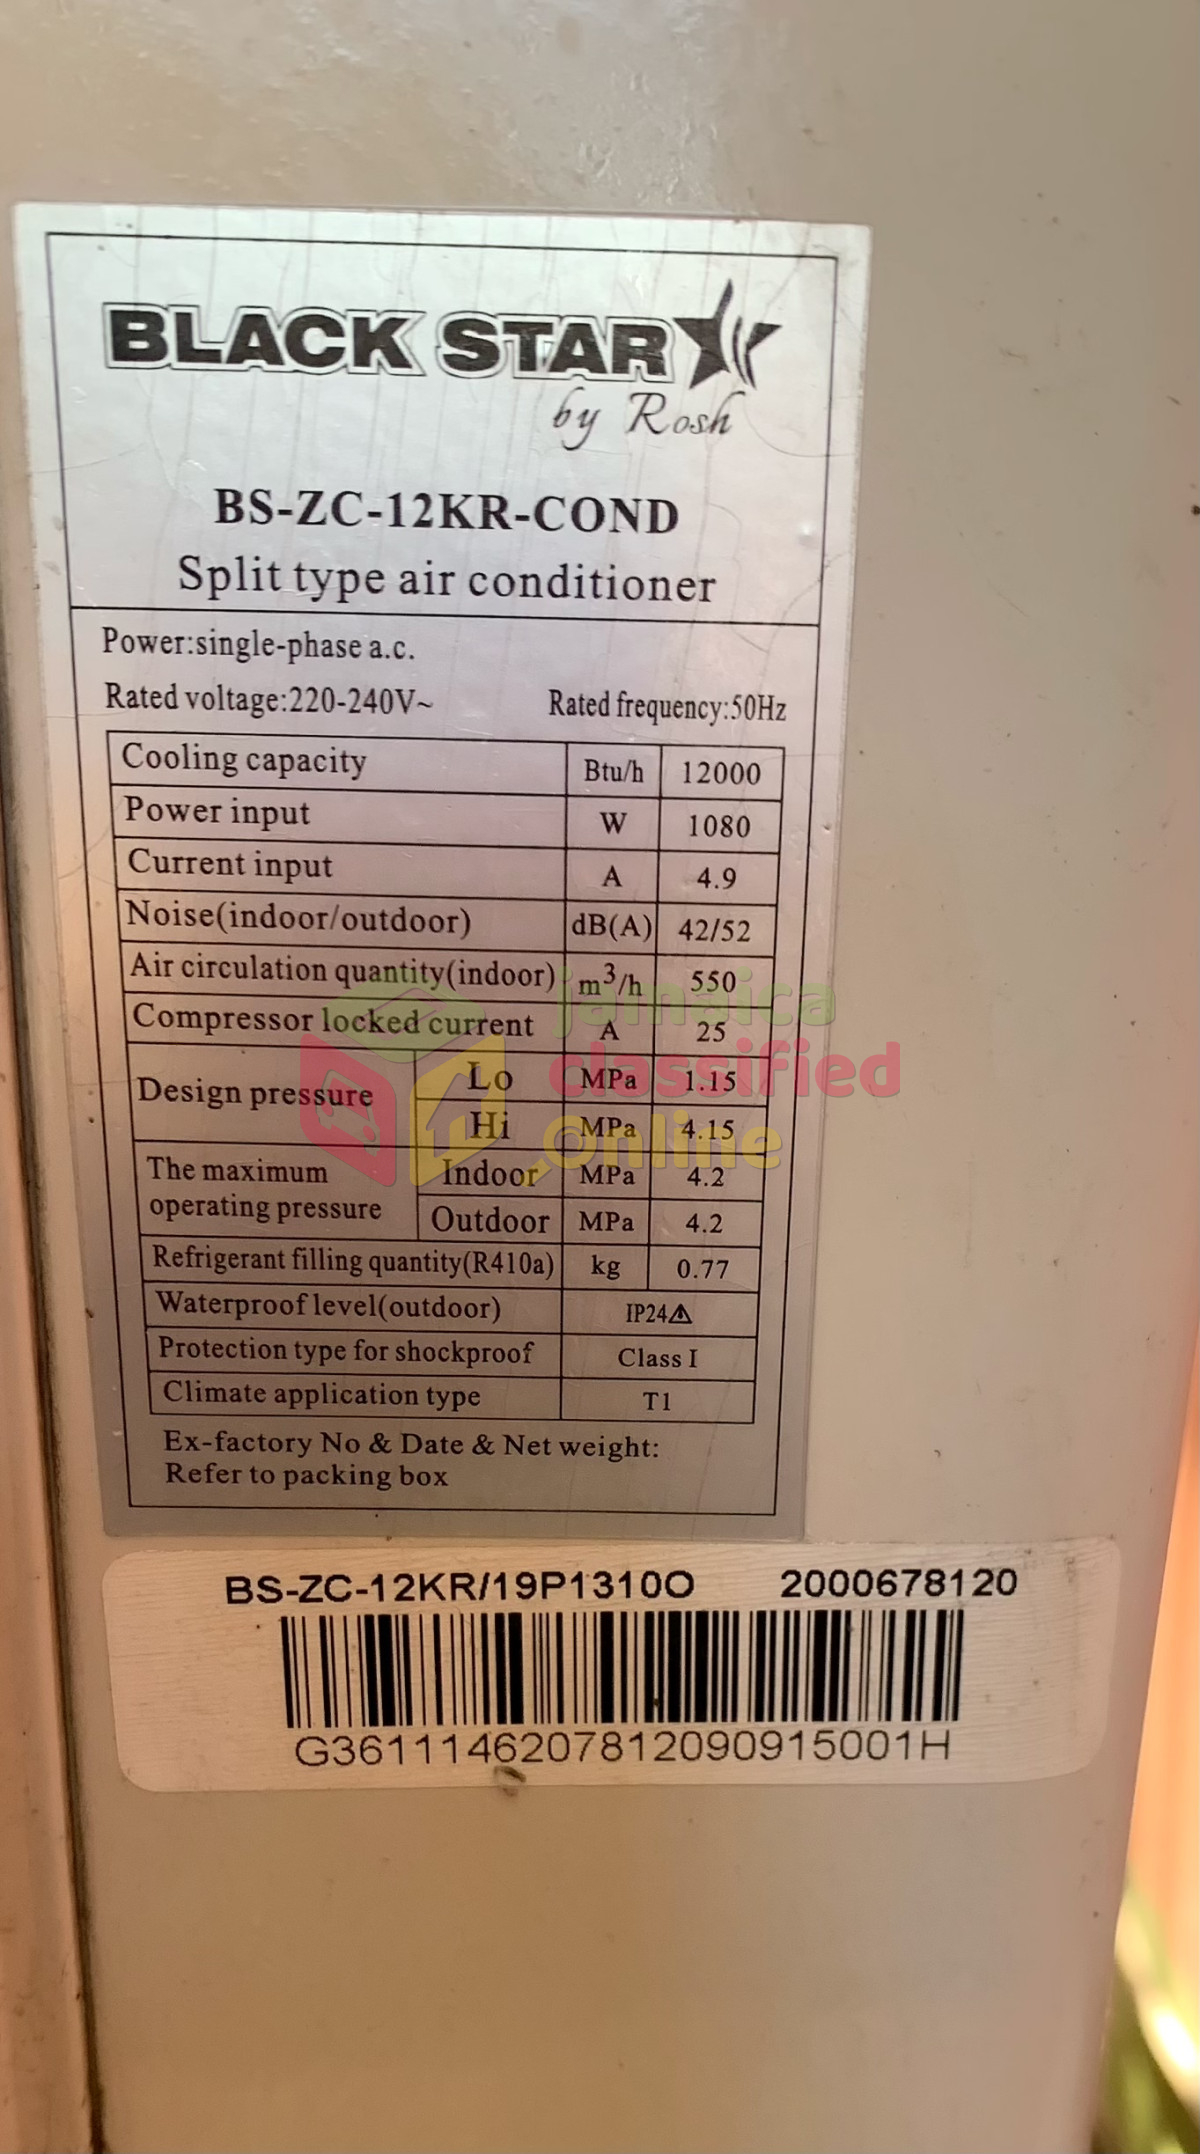 BLACK STAR
by Rosh
BS-ZC-12KR-COND
Split type air conditioner
Power:single-phase a.c.
Rated voltage:220-240V~ Rated frequency:50Hz
Cooling capacity Btu/h 12000
Power input W 1080
Current input A 4.9
Noise(indoor/outdoor) dB(A) 42/52
Air circulation quantity(indoor) m³/h 550
Compressor locked current A 25
Design pressure Lo MPa 1.15
Hi MPa 4.15
The maximum operating pressure Indoor MPa 4.2
Outdoor MPa 4.2
Refrigerant filling quantity(R410a) kg 0.77
Waterproof level(outdoor) IP24
Protection type for shockproof Class I
Climate application type T1
Ex-factory No & Date & Net weight:
Refer to packing box
jamaica
classified
Online
BS-ZC-12KR/19P1310O 2000678120
G3611146207812090915001H